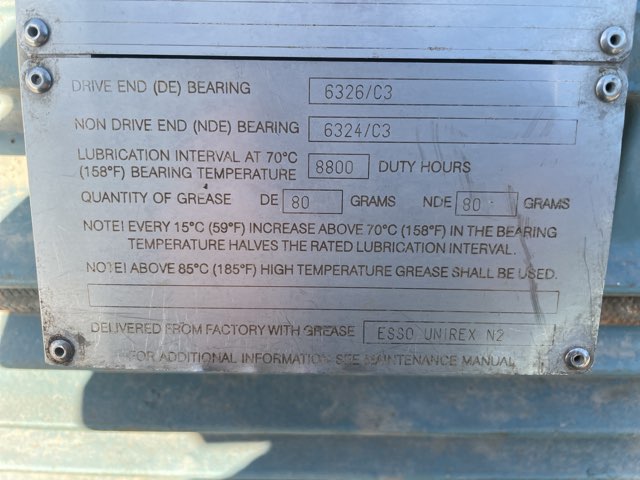 DRIVE END (DE) BEARING 6326/C3
NON DRIVE END (NDE) BEARING 6324/C3
LUBRICATION INTERVAL AT 70°C
(158°F) BEARING TEMPERATURE 8800 DUTY HOURS
QUANTITY OF GREASE DE 80 GRAMS NDE 80 GRAMS
NOTE! EVERY 15°C (59°F) INCREASE ABOVE 70°C (158°F) IN THE BEARING
TEMPERATURE HALVES THE RATED LUBRICATION INTERVAL.
NOTE! ABOVE 85°C (185°F) HIGH TEMPERATURE GREASE SHALL BE USED.
DELIVERED FROM FACTORY WITH GREASE ESSO UNIREX N2
FOR ADDITIONAL INFORMATION SEE MAINTENANCE MANUAL